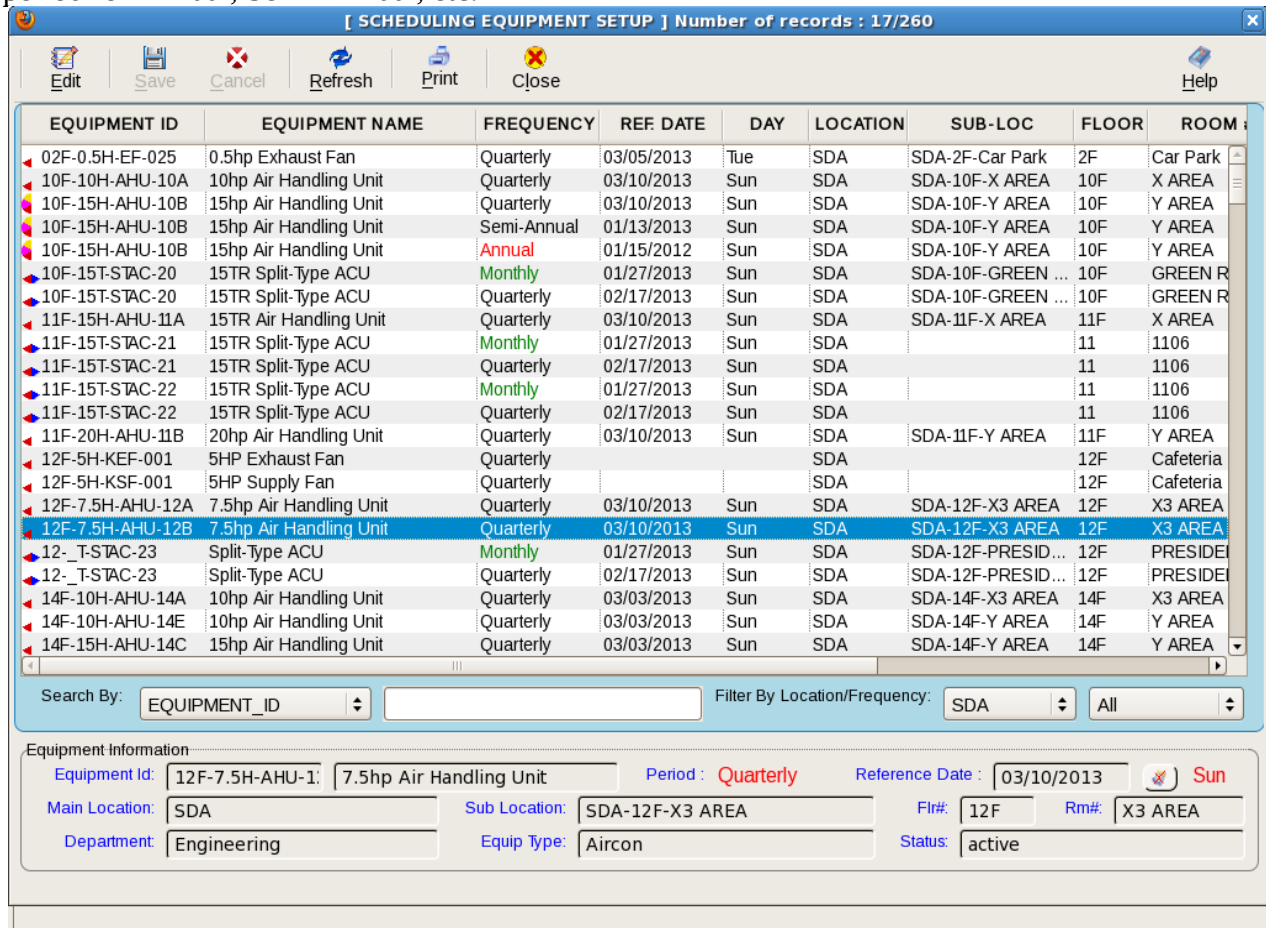 [ SCHEDULING EQUIPMENT SETUP ] Number of records : 17/260
Edit Save Cancel Refresh Print Close Help
EQUIPMENT ID EQUIPMENT NAME FREQUENCY REF. DATE DAY LOCATION SUB-LOC FLOOR ROOM
02F-0.5H-EF-025 0.5hp Exhaust Fan Quarterly 03/05/2013 Tue SDA SDA-2F-Car Park 2F Car Park
10F-10H-AHU-10A 10hp Air Handling Unit Quarterly 03/10/2013 Sun SDA SDA-10F-X AREA 10F X AREA
10F-15H-AHU-10B 15hp Air Handling Unit Quarterly 03/10/2013 Sun SDA SDA-10F-Y AREA 10F Y AREA
10F-15H-AHU-10B 15hp Air Handling Unit Semi-Annual 01/13/2013 Sun SDA SDA-10F-Y AREA 10F Y AREA
10F-15H-AHU-10B 15hp Air Handling Unit Annual 01/15/2012 Sun SDA SDA-10F-Y AREA 10F Y AREA
10F-15T-STAC-20 15TR Split-Type ACU Monthly 01/27/2013 Sun SDA SDA-10F-GREEN ... 10F GREEN R
10F-15T-STAC-20 15TR Split-Type ACU Quarterly 02/17/2013 Sun SDA SDA-10F-GREEN ... 10F GREEN R
11F-15H-AHU-11A 15TR Air Handling Unit Quarterly 03/10/2013 Sun SDA SDA-11F-X AREA 11F X AREA
11F-15T-STAC-21 15TR Split-Type ACU Monthly 01/27/2013 Sun SDA 11 1106
11F-15T-STAC-21 15TR Split-Type ACU Quarterly 02/17/2013 Sun SDA 11 1106
11F-15T-STAC-22 15TR Split-Type ACU Monthly 01/27/2013 Sun SDA 11 1106
11F-15T-STAC-22 15TR Split-Type ACU Quarterly 02/17/2013 Sun SDA 11 1106
11F-20H-AHU-11B 20hp Air Handling Unit Quarterly 03/10/2013 Sun SDA SDA-11F-Y AREA 11F Y AREA
12F-5H-KEF-001 5HP Exhaust Fan Quarterly SDA 12F Cafeteria
12F-5H-KSF-001 5HP Supply Fan Quarterly SDA 12F Cafeteria
12F-7.5H-AHU-12A 7.5hp Air Handling Unit Quarterly 03/10/2013 Sun SDA SDA-12F-X3 AREA 12F X3 AREA
12F-7.5H-AHU-12B 7.5hp Air Handling Unit Quarterly 03/10/2013 Sun SDA SDA-12F-X3 AREA 12F X3 AREA
12-_T-STAC-23 Split-Type ACU Monthly 01/27/2013 Sun SDA SDA-12F-PRESID... 12F PRESIDE
12-_T-STAC-23 Split-Type ACU Quarterly 02/17/2013 Sun SDA SDA-12F-PRESID... 12F PRESIDE
14F-10H-AHU-14A 10hp Air Handling Unit Quarterly 03/03/2013 Sun SDA SDA-14F-X3 AREA 14F X3 AREA
14F-10H-AHU-14E 10hp Air Handling Unit Quarterly 03/03/2013 Sun SDA SDA-14F-Y AREA 14F Y AREA
14F-15H-AHU-14C 15hp Air Handling Unit Quarterly 03/03/2013 Sun SDA SDA-14F-Y AREA 14F Y AREA
Search By: EQUIPMENT_ID Filter By Location/Frequency: SDA All
Equipment Information
Equipment Id: 12F-7.5H-AHU-1 7.5hp Air Handling Unit Period : Quarterly Reference Date : 03/10/2013 Sun
Main Location: SDA Sub Location: SDA-12F-X3 AREA Flr#: 12F Rm#: X3 AREA
Department: Engineering Equip Type: Aircon Status: active